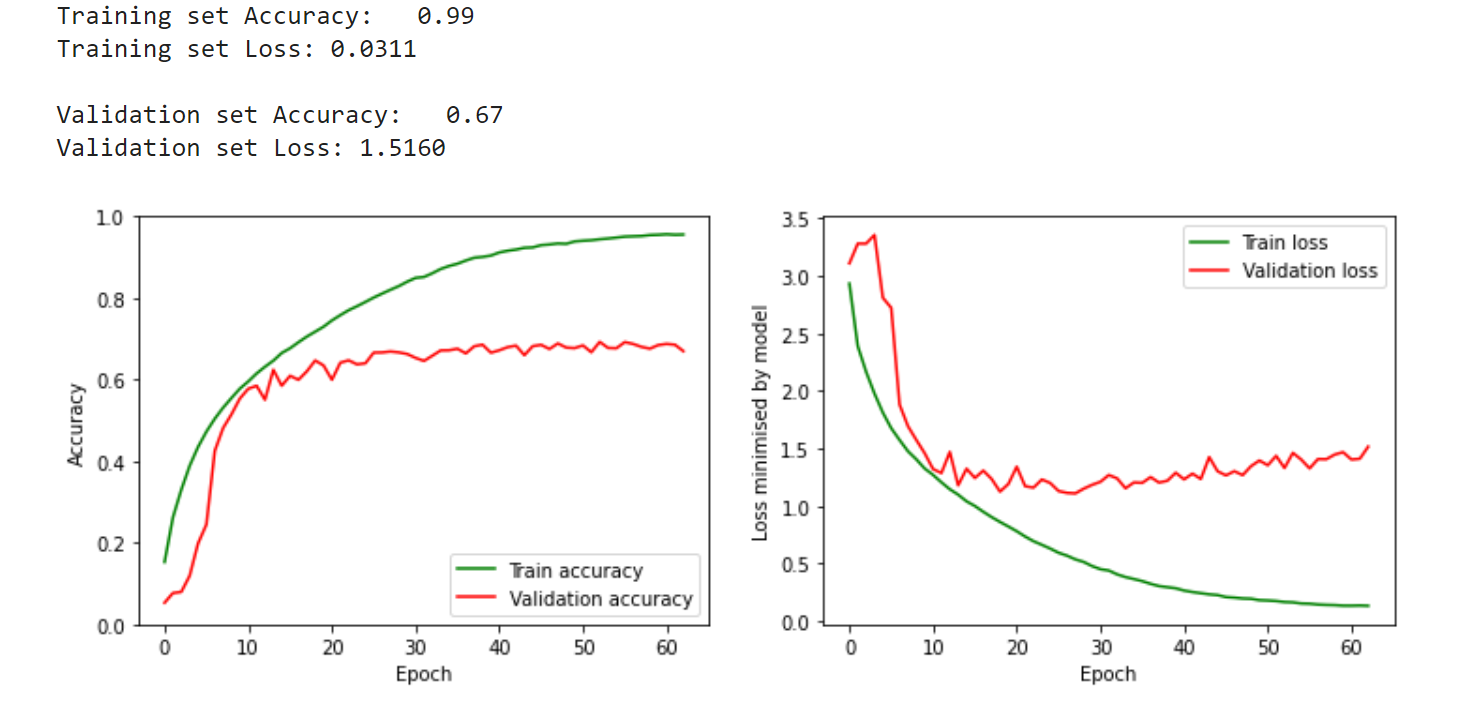 Training set Accuracy:   0.99
Training set Loss: 0.0311
Validation set Accuracy:   0.67
Validation set Loss: 1.5160
1.0
0.8
0.6
0.4
0.2
0.0
Accuracy
Train accuracy
Validation accuracy
0 10 20 30 40 50 60
Epoch
3.5
3.0
2.5
2.0
1.5
1.0
0.5
0.0
Loss minimised by model
Train loss
Validation loss
0 10 20 30 40 50 60
Epoch